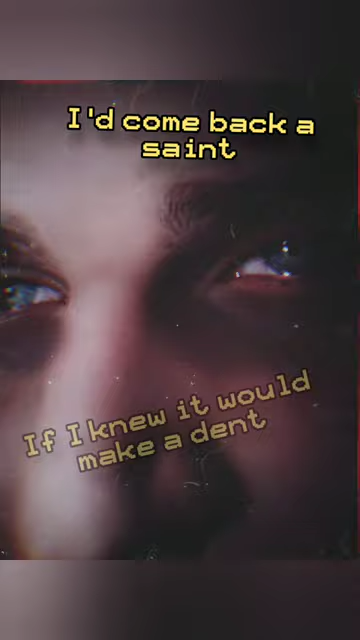 I'd come back a
saint
If I knew it would
make a dent